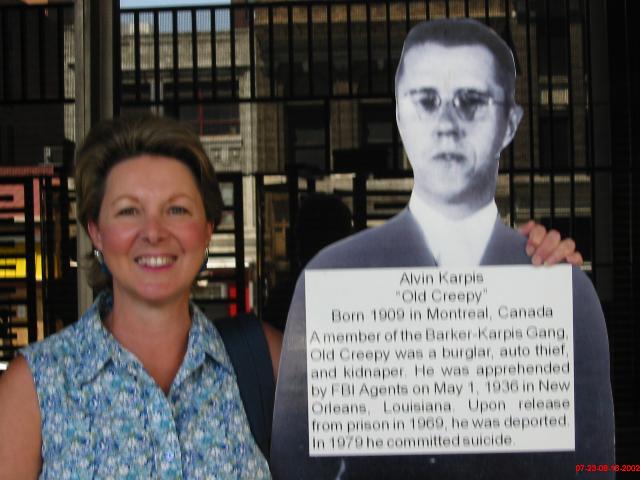 Alvin Karpis
"Old Creepy"
Born 1909 in Montreal, Canada
A member of the Barker-Karpis Gang,
Old Creepy was a burglar, auto thief,
and kidnaper. He was apprehended
by FBI Agents on May 1, 1936 in New
Orleans, Louisiana. Upon release
from prison in 1969, he was deported.
In 1979 he committed suicide.
07-23-08-16-2002